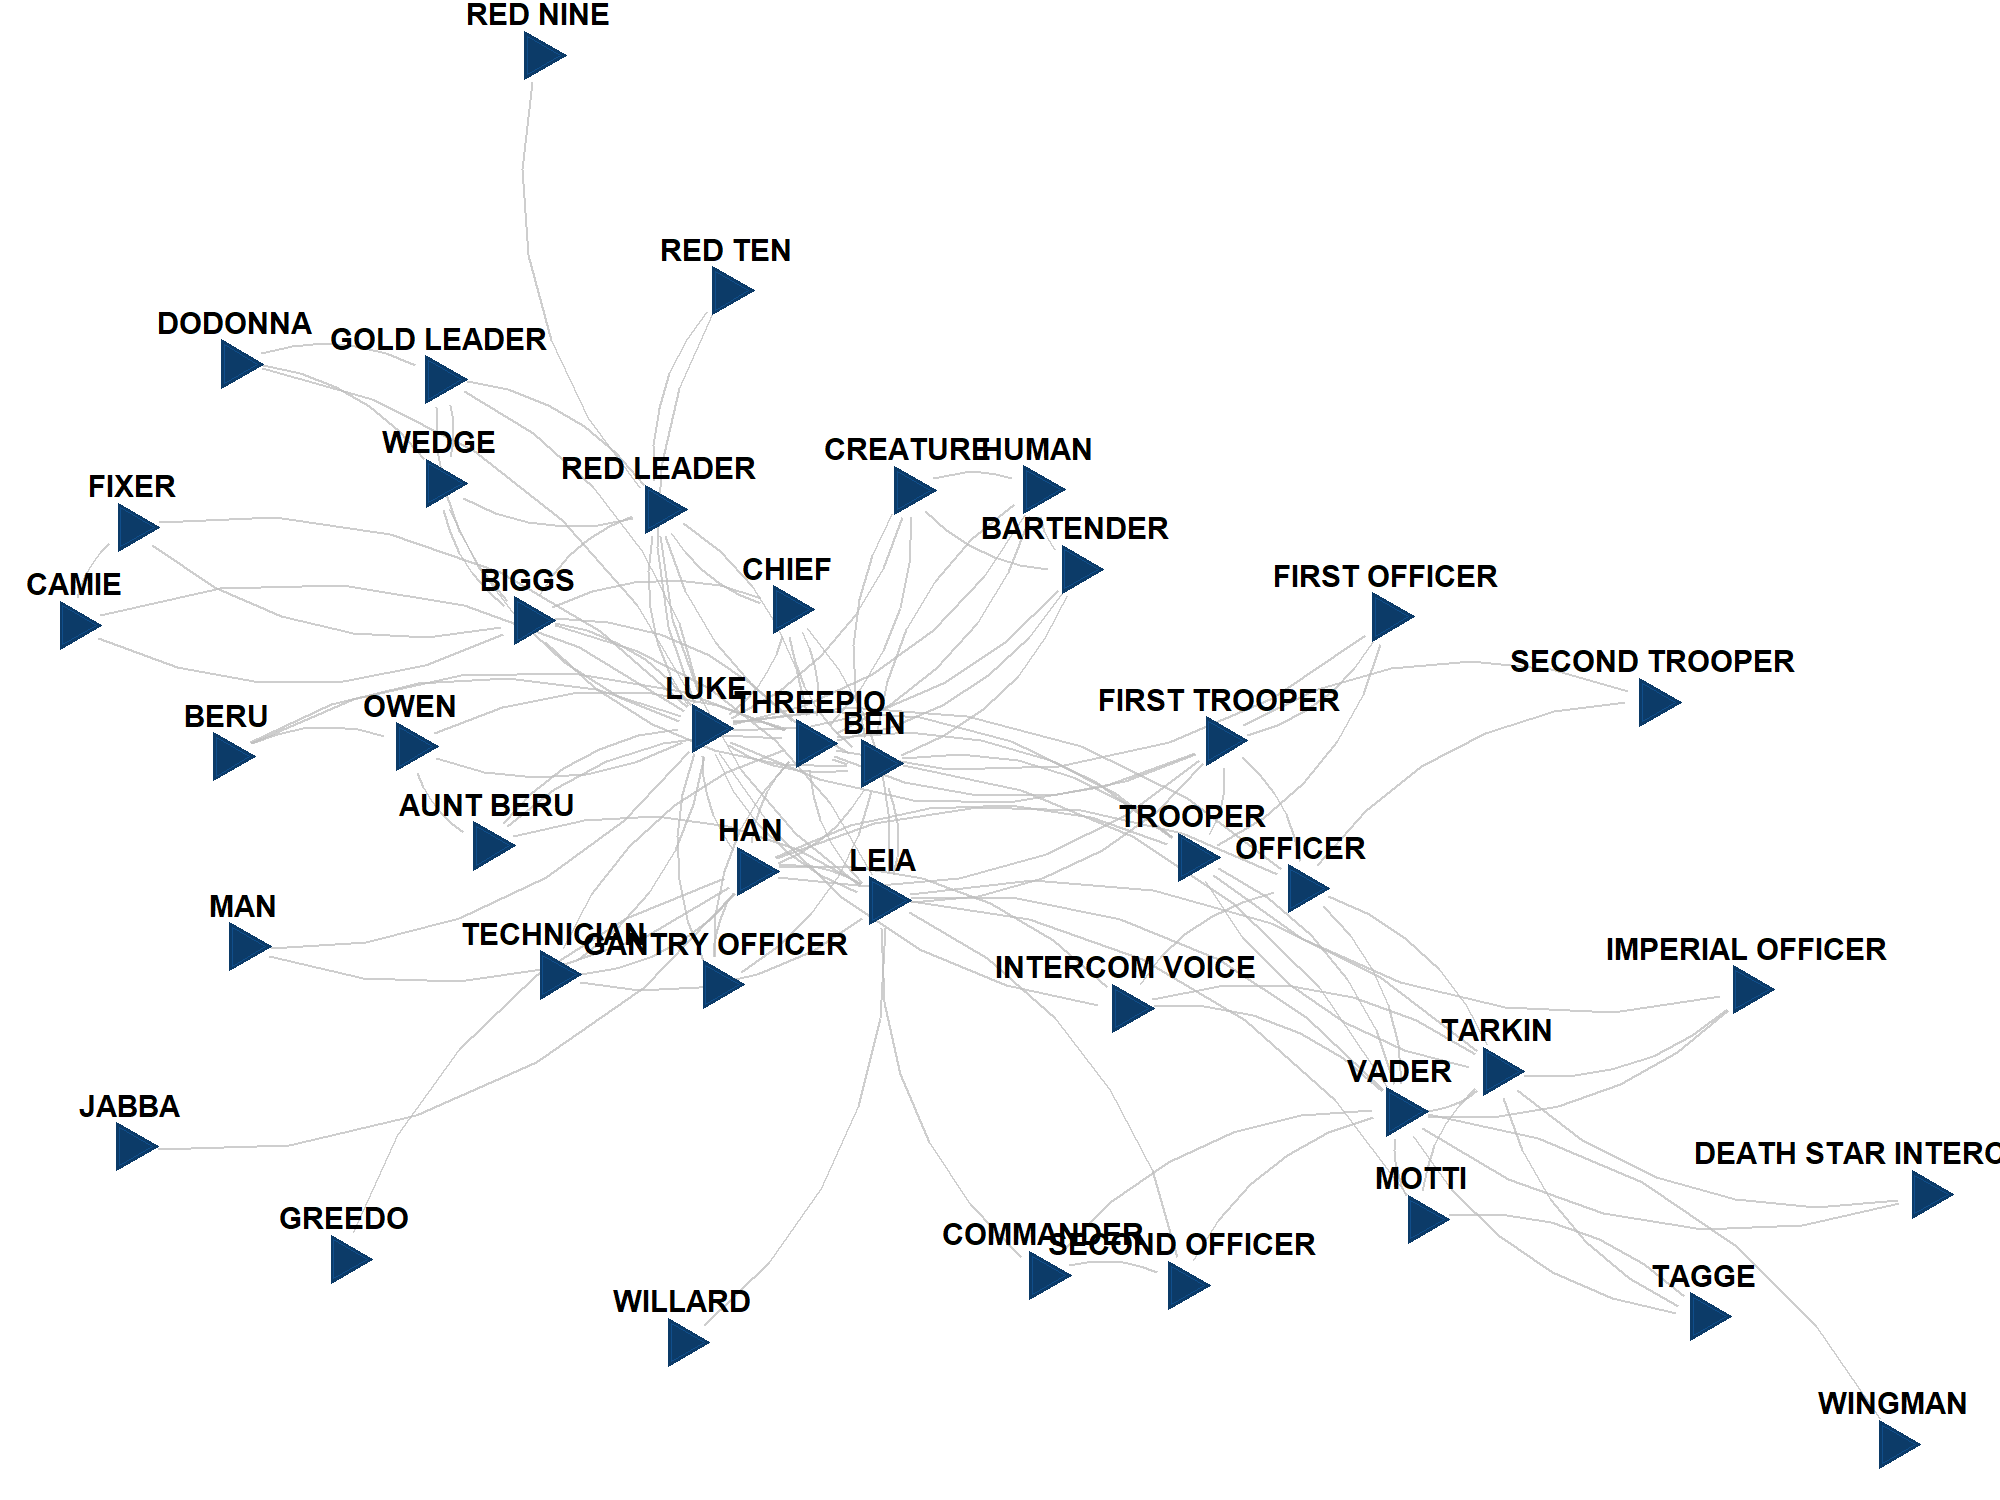 RED NINE
RED TEN
DODONNA
GOLD LEADER
WEDGE
RED LEADER
CREATURE
HUMAN
FIXER
BARTENDER
CHIEF
CAMIE
BIGGS
FIRST OFFICER
SECOND TROOPER
LUKE
THREEPIO
FIRST TROOPER
BERU
OWEN
BEN
AUNT BERU
TROOPER
HAN
OFFICER
LEIA
MAN
TECHNICIAN
GANTRY OFFICER
IMPERIAL OFFICER
INTERCOM VOICE
TARKIN
VADER
JABBA
DEATH STAR INTERC
MOTTI
GREEDO
COMMANDER
SECOND OFFICER
TAGGE
WILLARD
WINGMAN